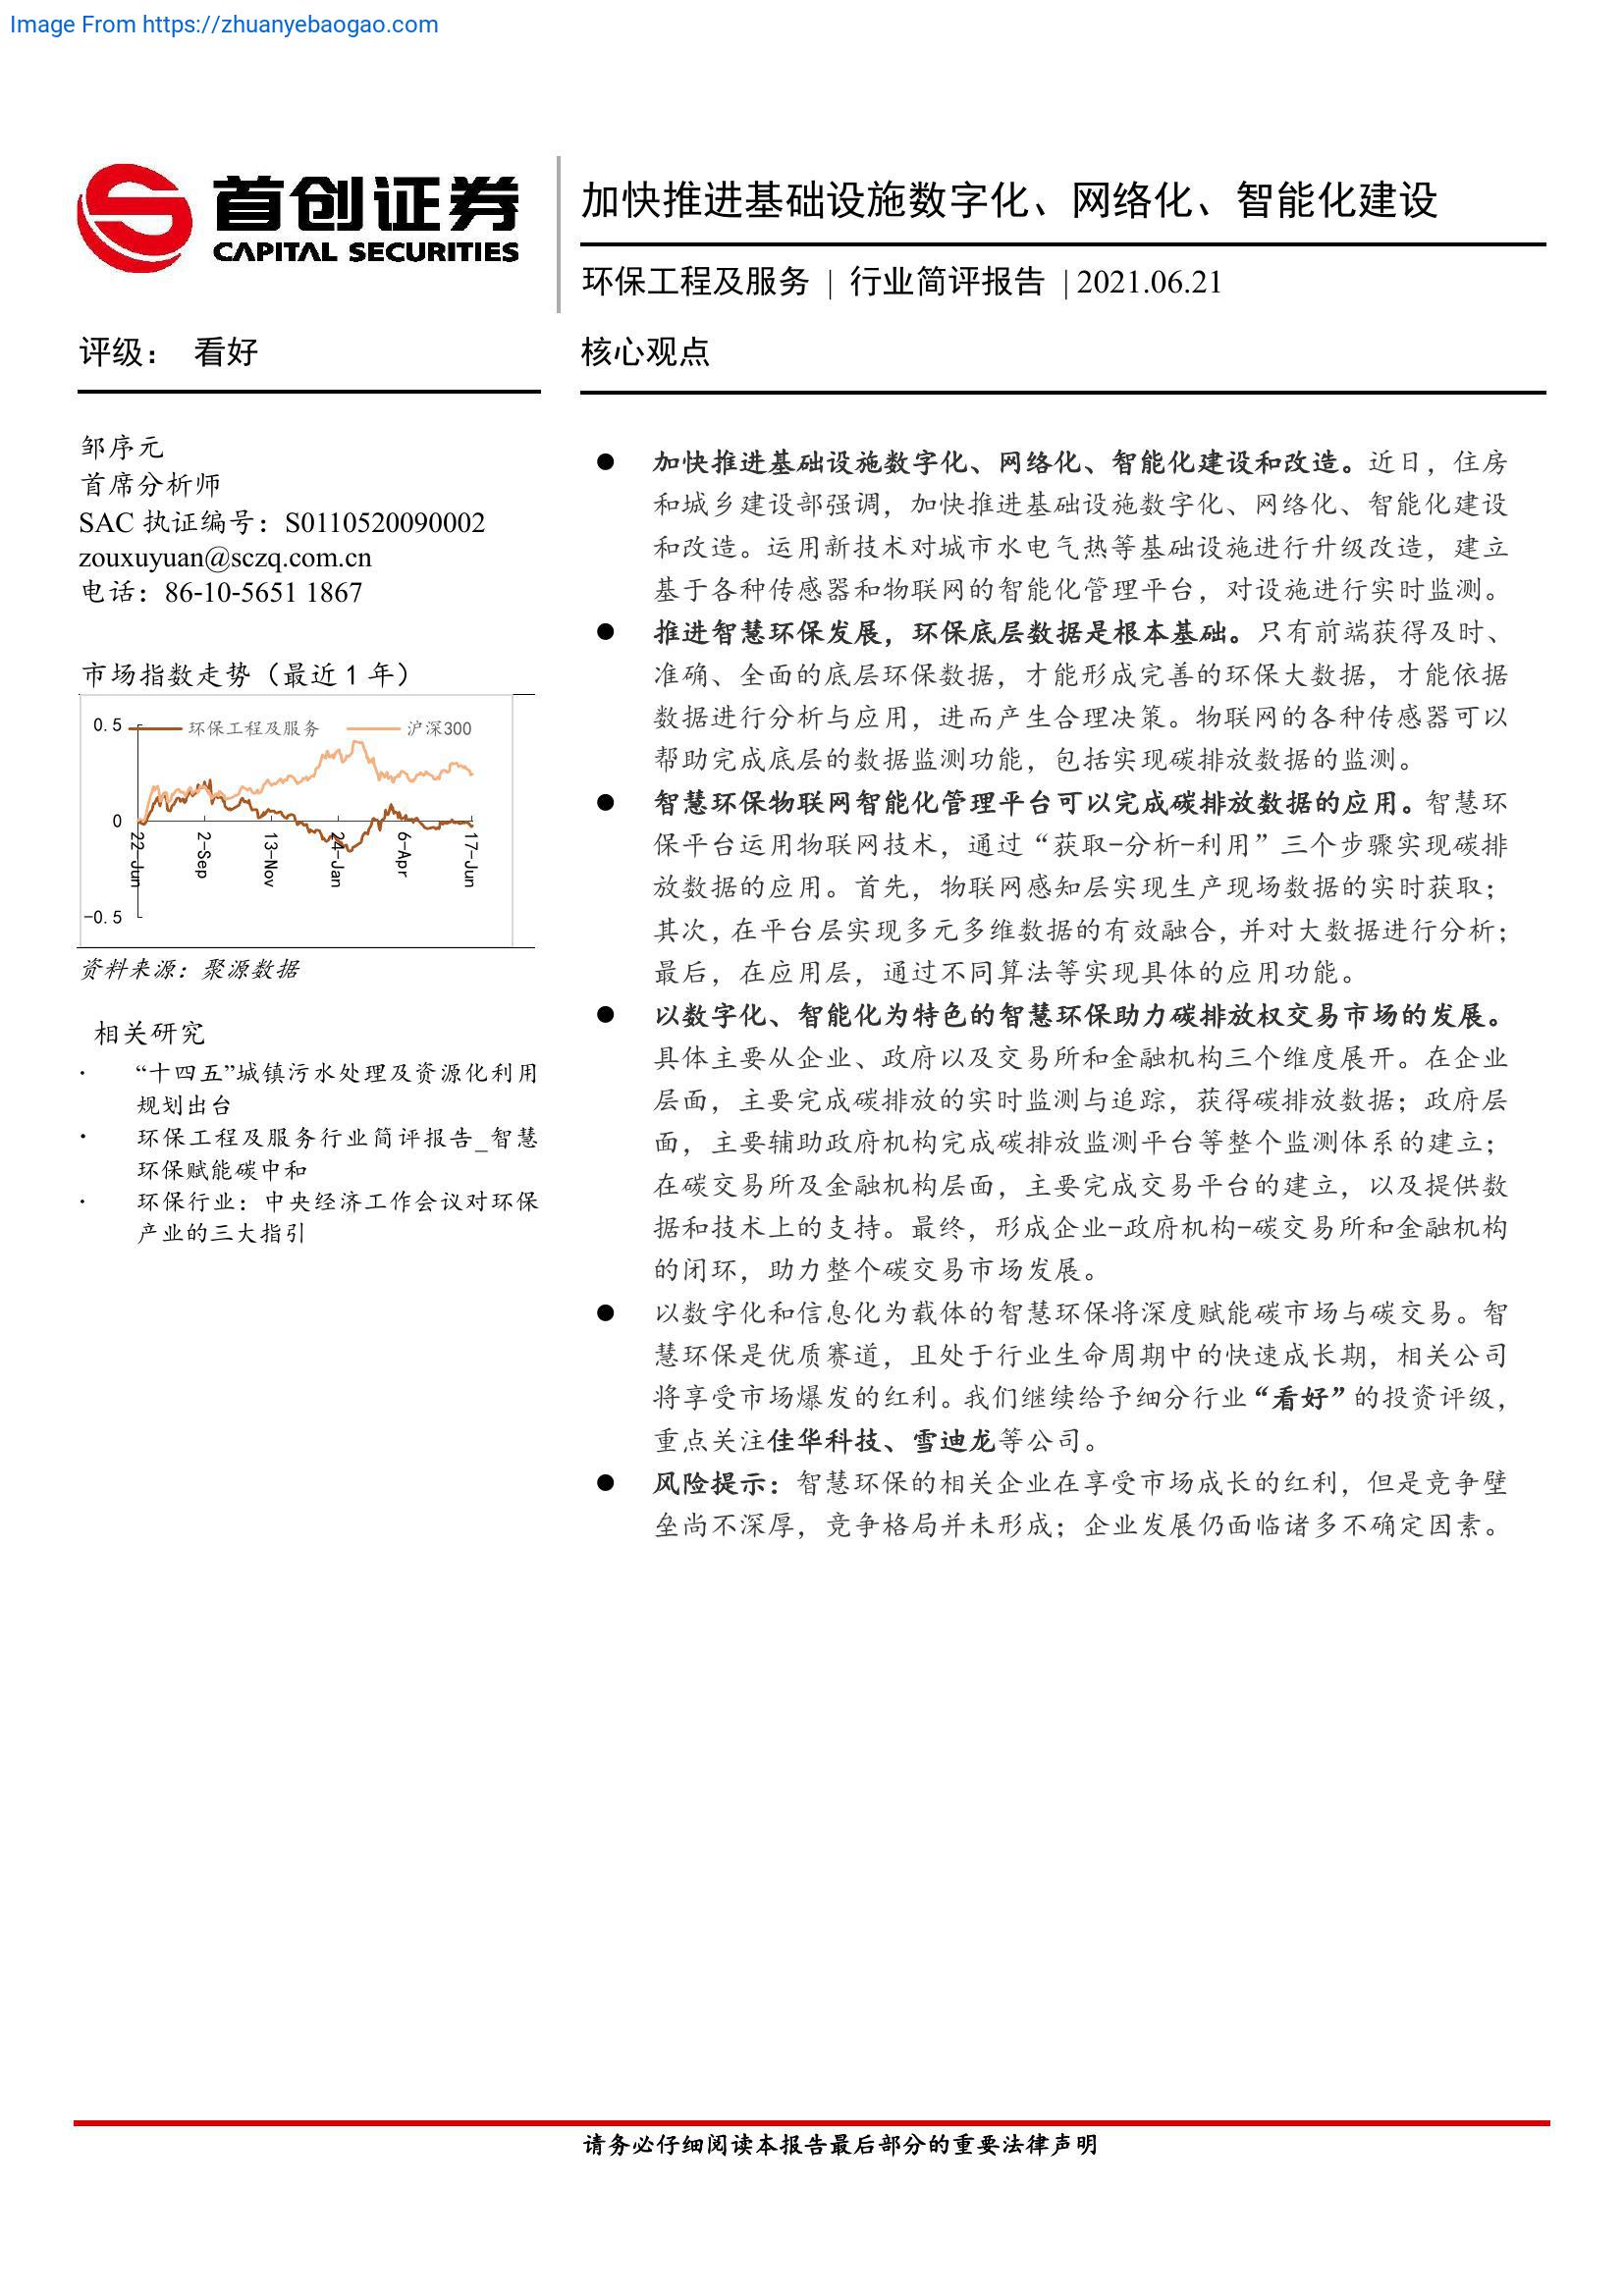 Image From https://zhuanyebaogao.com
首创证券
CAPITAL SECURITIES
加快推进基础设施数字化、网络化、智能化建设
环保工程及服务 | 行业简评报告 | 2021.06.21
评级： 看好
邹序元
首席分析师
SAC 执证编号：S0110520090002
zouxuyuan@sczq.com.cn
电话：86-10-5651 1867
市场指数走势（最近 1 年）
环保工程及服务 沪深300
0.5
0
-0.5
22-Jun
2-Sep
13-Nov
24-Jan
6-Apr
17-Jun
资料来源：聚源数据
相关研究
· “十四五”城镇污水处理及资源化利用
规划出台
· 环保工程及服务行业简评报告_智慧
环保赋能碳中和
· 环保行业：中央经济工作会议对环保
产业的三大指引
核心观点
● 加快推进基础设施数字化、网络化、智能化建设和改造。近日，住房
和城乡建设部强调，加快推进基础设施数字化、网络化、智能化建设
和改造。运用新技术对城市水电气热等基础设施进行升级改造，建立
基于各种传感器和物联网的智能化管理平台，对设施进行实时监测。
● 推进智慧环保发展，环保底层数据是根本基础。只有前端获得及时、
准确、全面的底层环保数据，才能形成完善的环保大数据，才能依据
数据进行分析与应用，进而产生合理决策。物联网的各种传感器可以
帮助完成底层的数据监测功能，包括实现碳排放数据的监测。
● 智慧环保物联网智能化管理平台可以完成碳排放数据的应用。智慧环
保平台运用物联网技术，通过“获取-分析-利用”三个步骤实现碳排
放数据的应用。首先，物联网感知层实现生产现场数据的实时获取；
其次，在平台层实现多元多维数据的有效融合，并对大数据进行分析；
最后，在应用层，通过不同算法等实现具体的应用功能。
● 以数字化、智能化为特色的智慧环保助力碳排放权交易市场的发展。
具体主要从企业、政府以及交易所和金融机构三个维度展开。在企业
层面，主要完成碳排放的实时监测与追踪，获得碳排放数据；政府层
面，主要辅助政府机构完成碳排放监测平台等整个监测体系的建立；
在碳交易所及金融机构层面，主要完成交易平台的建立，以及提供数
据和技术上的支持。最终，形成企业-政府机构-碳交易所和金融机构
的闭环，助力整个碳交易市场发展。
● 以数字化和信息化为载体的智慧环保将深度赋能碳市场与碳交易。智
慧环保是优质赛道，且处于行业生命周期中的快速成长期，相关公司
将享受市场爆发的红利。我们继续给予细分行业“看好”的投资评级，
重点关注佳华科技、雪迪龙等公司。
● 风险提示：智慧环保的相关企业在享受市场成长的红利，但是竞争壁
垒尚不深厚，竞争格局并未形成；企业发展仍面临诸多不确定因素。
请务必仔细阅读本报告最后部分的重要法律声明